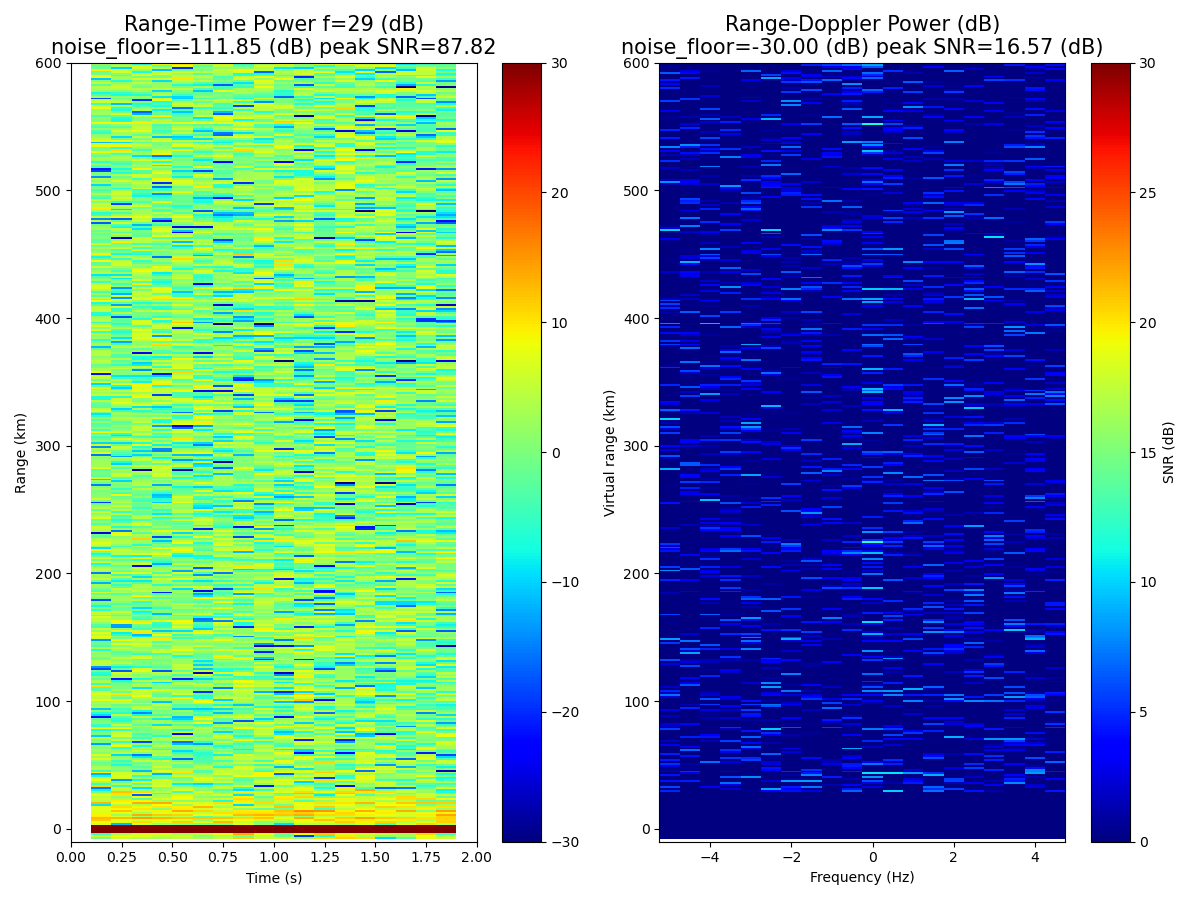 Range-Time Power f=29 (dB)
noise_floor=-111.85 (dB) peak SNR=87.82
Range (km)
600
500
400
300
200
100
0
0.00 0.25 0.50 0.75 1.00 1.25 1.50 1.75 2.00
Time (s)
30
20
10
0
−10
−20
−30
Range-Doppler Power (dB)
noise_floor=-30.00 (dB) peak SNR=16.57 (dB)
Virtual range (km)
600
500
400
300
200
100
0
−4 −2 0 2 4
Frequency (Hz)
30
25
20
15
10
5
0
SNR (dB)